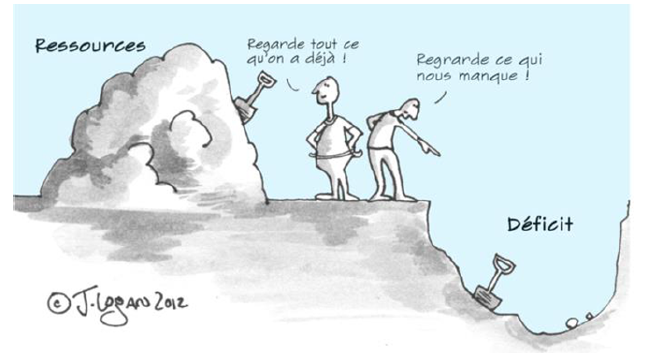 Ressources
Regarde tout ce
qu'on a déjà !
Regrarde ce qui
nous manque !
Déficit
© J. Logan 2012